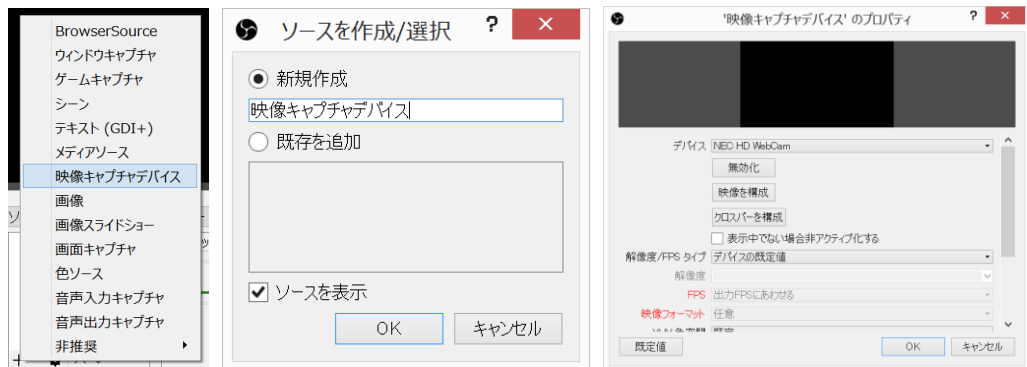 BrowserSource
ウィンドウキャプチャ
ゲームキャプチャ
シーン
テキスト (GDI+)
メディアソース
映像キャプチャデバイス
画像
画像スライドショー
画面キャプチャ
色ソース
音声入力キャプチャ
音声出力キャプチャ
非推奨
ソースを作成/選択
新規作成
映像キャプチャデバイス
既存を追加
ソースを表示
OK キャンセル
'映像キャプチャデバイス' のプロパティ
デバイス NEC HD WebCam
無効化
映像を構成
クロスバーを構成
表示中でない場合非アクティブ化する
解像度/FPS タイプ デバイスの既定値
解像度
FPS 出力FPSにあわせる
映像フォーマット 任意
既定値 OK キャンセル